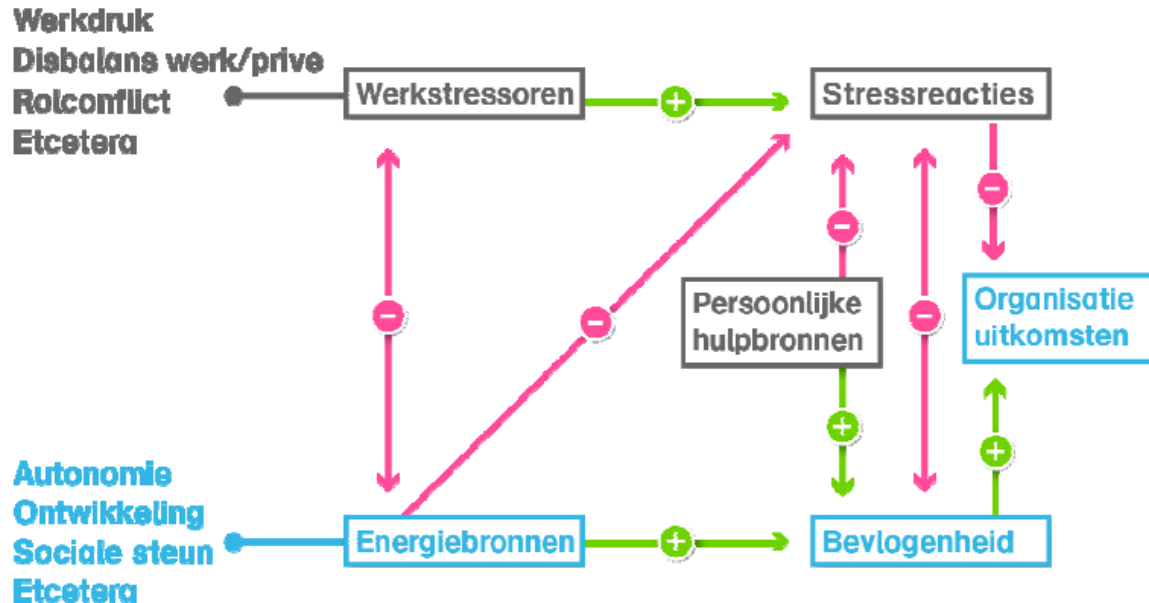 Werkdruk
Disbalans werk/prive
Rolconflict
Etcetera
Werkstressoren
+
Stressreacties
-
-
-
-
-
Persoonlijke
hulpbronnen
Organisatie
uitkomsten
+
+
Autonomie
Ontwikkeling
Sociale steun
Etcetera
Energiebronnen
+
Bevlogenheid